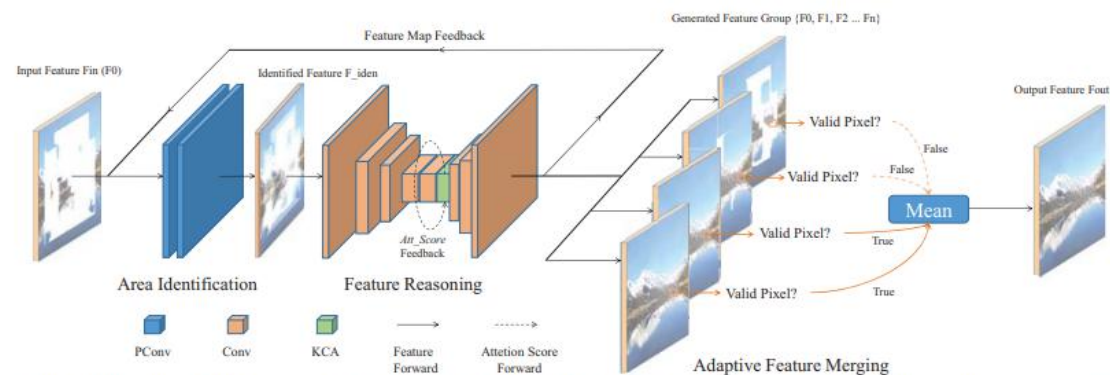 Generated Feature Group {F0, F1, F2 ... Fn}
Feature Map Feedback
Input Feature Fin (F0)
Identified Feature F_iden
Output Feature Fout
Valid Pixel?
False
Valid Pixel?
False
Mean
Valid Pixel?
True
Att_Score
Feedback
Valid Pixel?
True
Area Identification
Feature Reasoning
PConv
Conv
KCA
Feature
Forward
Attetion Score
Forward
Adaptive Feature Merging